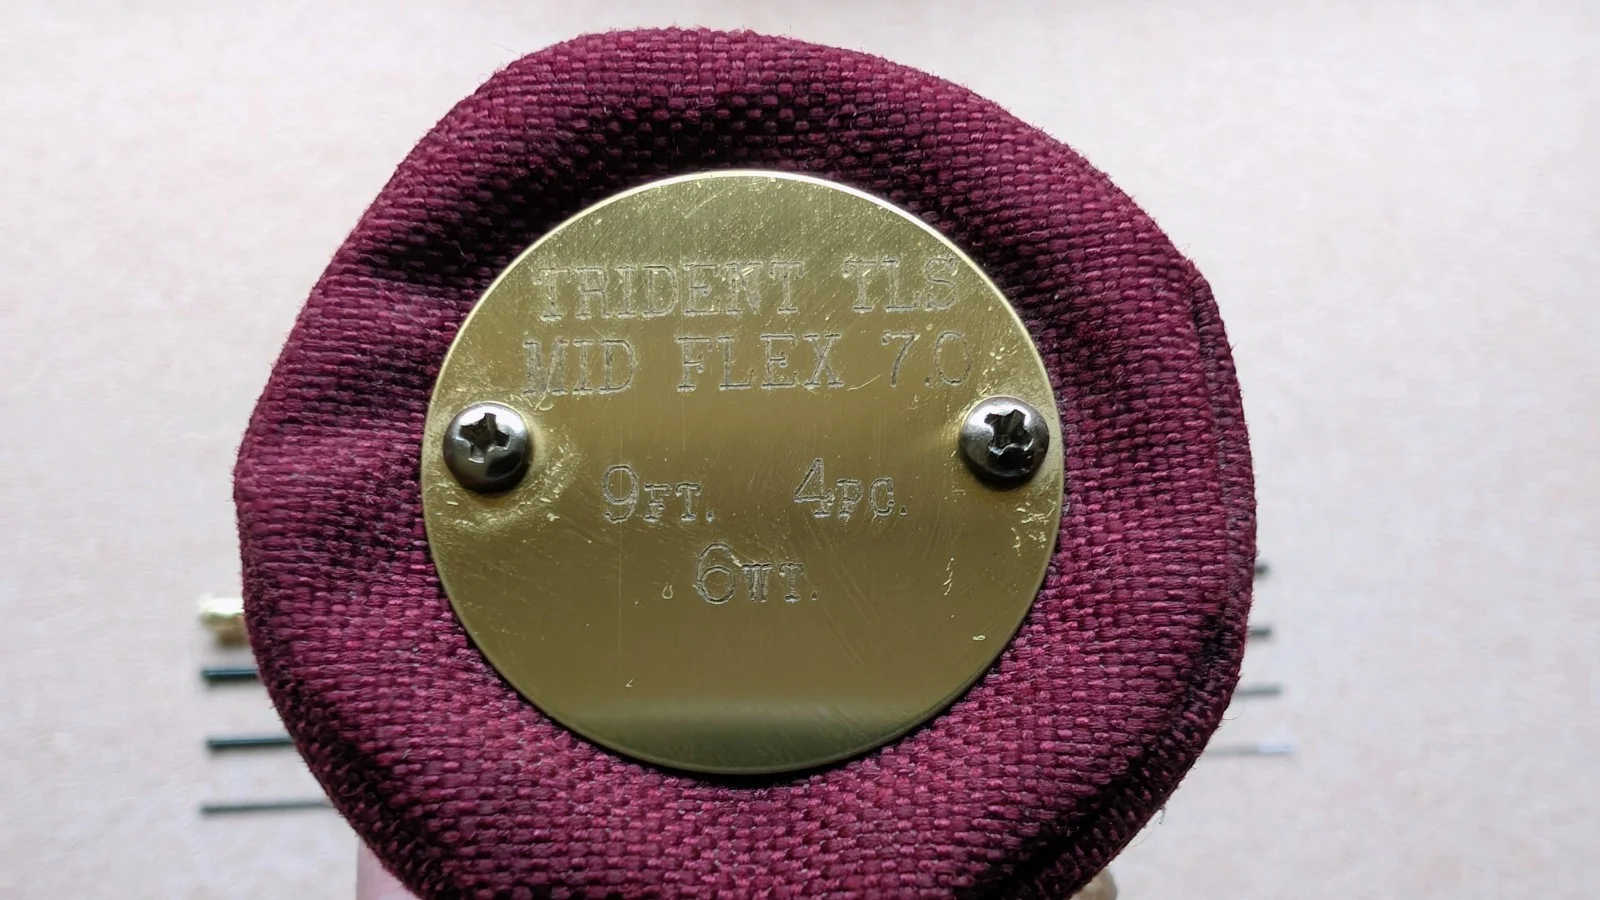 TRIDENT TLS
MID FLEX 7.0
9FT. 4PC.
6WT.